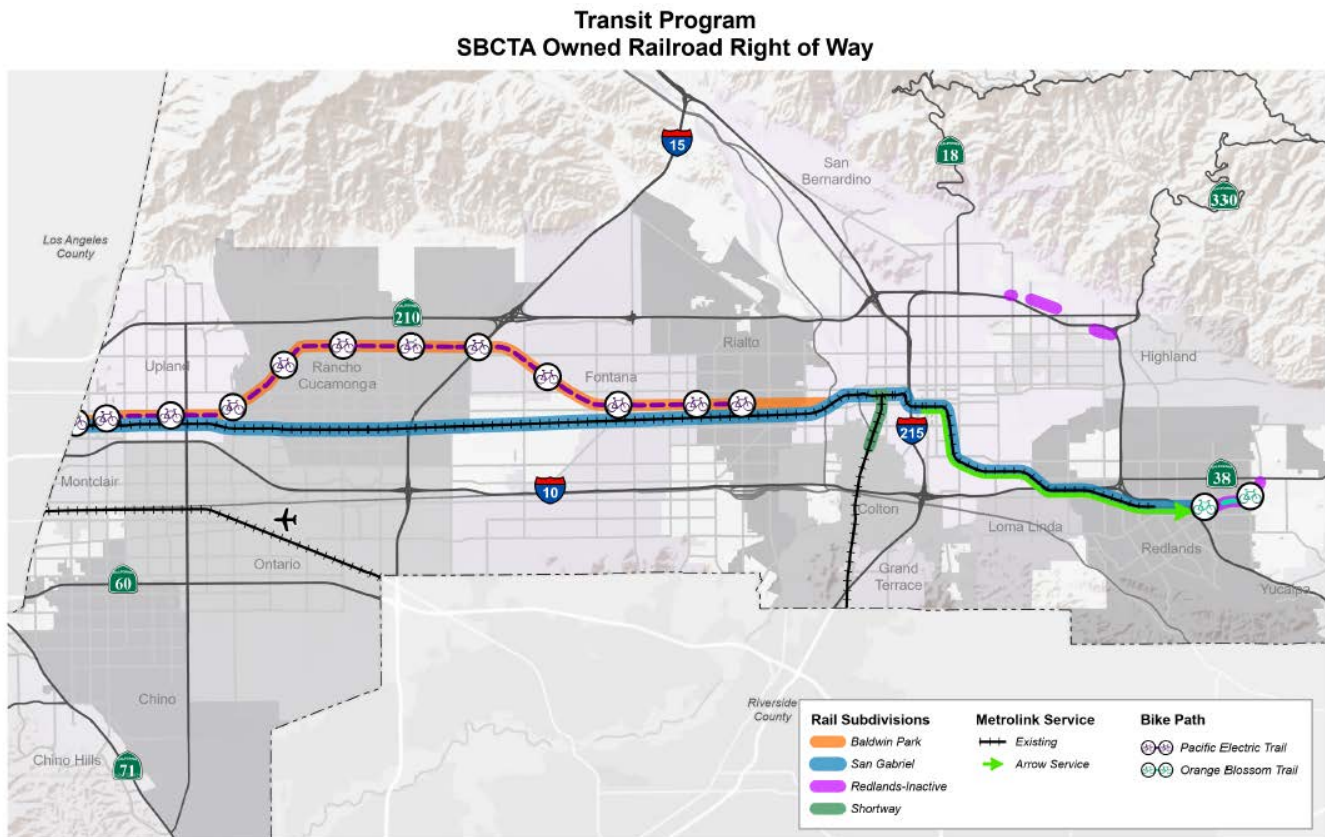 Transit Program
SBCTA Owned Railroad Right of Way
15
San
Bernardino
18
330
Los Angeles
County
210
Upland
Rancho
Cucamonga
Fontana
Rialto
Highland
215
Montclair
10
38
Colton
Loma Linda
Redlands
Ontario
60
Grand
Terrace
Yucaipa
Chino
Riverside
County
Chino Hills
71
Rail Subdivisions
Baldwin Park
San Gabriel
Redlands-Inactive
Shortway
Metrolink Service
Existing
Arrow Service
Bike Path
Pacific Electric Trail
Orange Blossom Trail